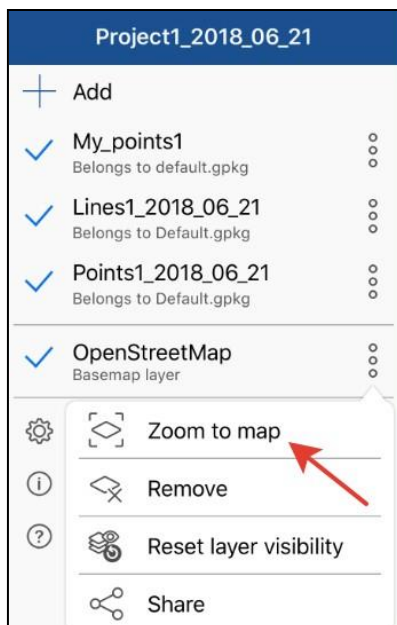 Project1_2018_06_21
Add
My_points1
Belongs to default.gpkg
Lines1_2018_06_21
Belongs to Default.gpkg
Points1_2018_06_21
Belongs to Default.gpkg
OpenStreetMap
Basemap layer
Zoom to map
Remove
Reset layer visibility
Share